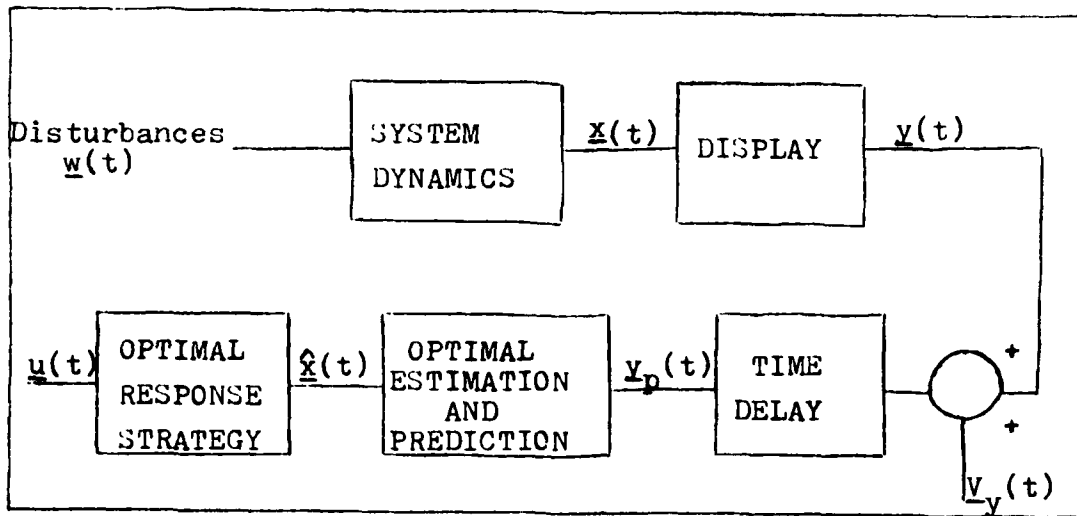 Disturbances
w(t)
SYSTEM
DYNAMICS
x(t)
DISPLAY
y(t)
u(t)
OPTIMAL
RESPONSE
STRATEGY
x̂(t)
OPTIMAL
ESTIMATION
AND
PREDICTION
y_p(t)
TIME
DELAY
+
+
V_y(t)